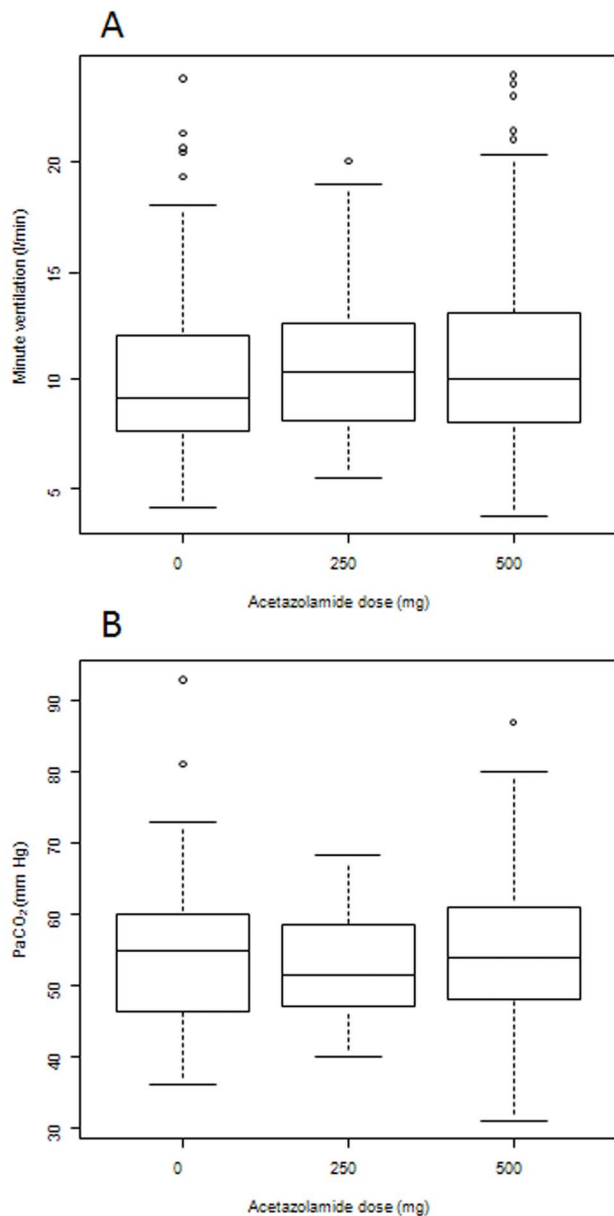 A
Minute ventilation (l/min)
20
15
10
5
0 250 500
Acetazolamide dose (mg)
B
PaCO₂ (mm Hg)
90
80
70
60
50
40
30
0 250 500
Acetazolamide dose (mg)